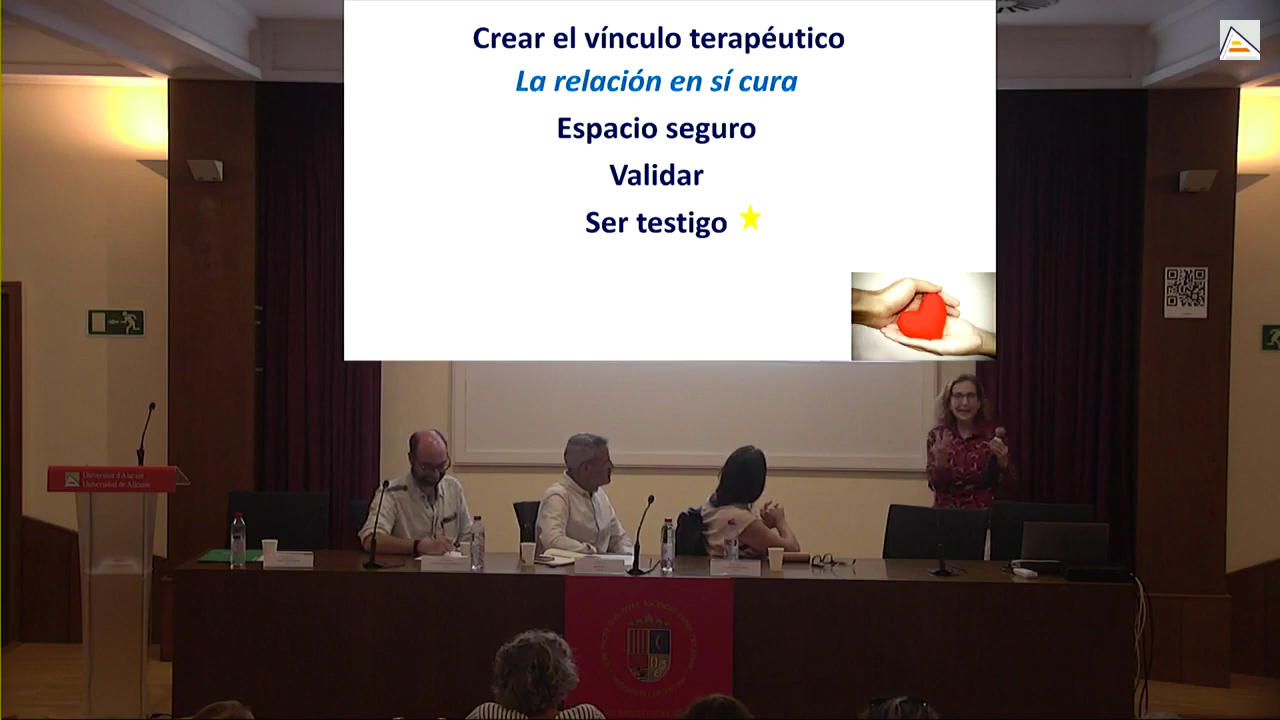 Crear el vínculo terapéutico
La relación en sí cura
Espacio seguro
Validar
Ser testigo
Universitat d'Alacant
Universidad de Alicante